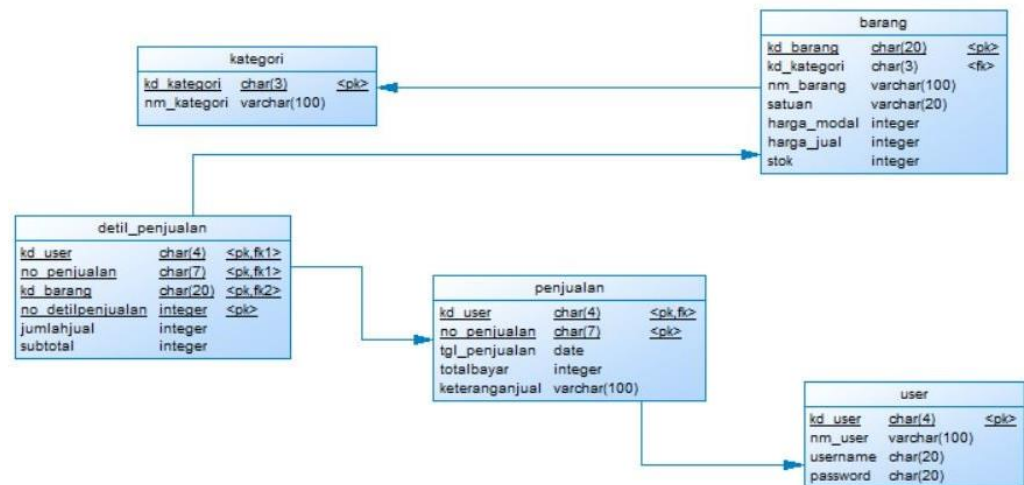 kategori
kd_kategori char(3) <pk>
nm_kategori varchar(100)
barang
kd_barang char(20) <pk>
kd_kategori char(3) <fk>
nm_barang varchar(100)
satuan varchar(20)
harga_modal integer
harga_jual integer
stok integer
detil_penjualan
kd_user char(4) <pk,fk1>
no_penjualan char(7) <pk,fk1>
kd_barang char(20) <pk,fk2>
no_detilpenjualan integer <pk>
jumlahjual integer
subtotal integer
penjualan
kd_user char(4) <pk,fk>
no_penjualan char(7) <pk>
tgl_penjualan date
totalbayar integer
keteranganjual varchar(100)
user
kd_user char(4) <pk>
nm_user varchar(100)
username char(20)
password char(20)